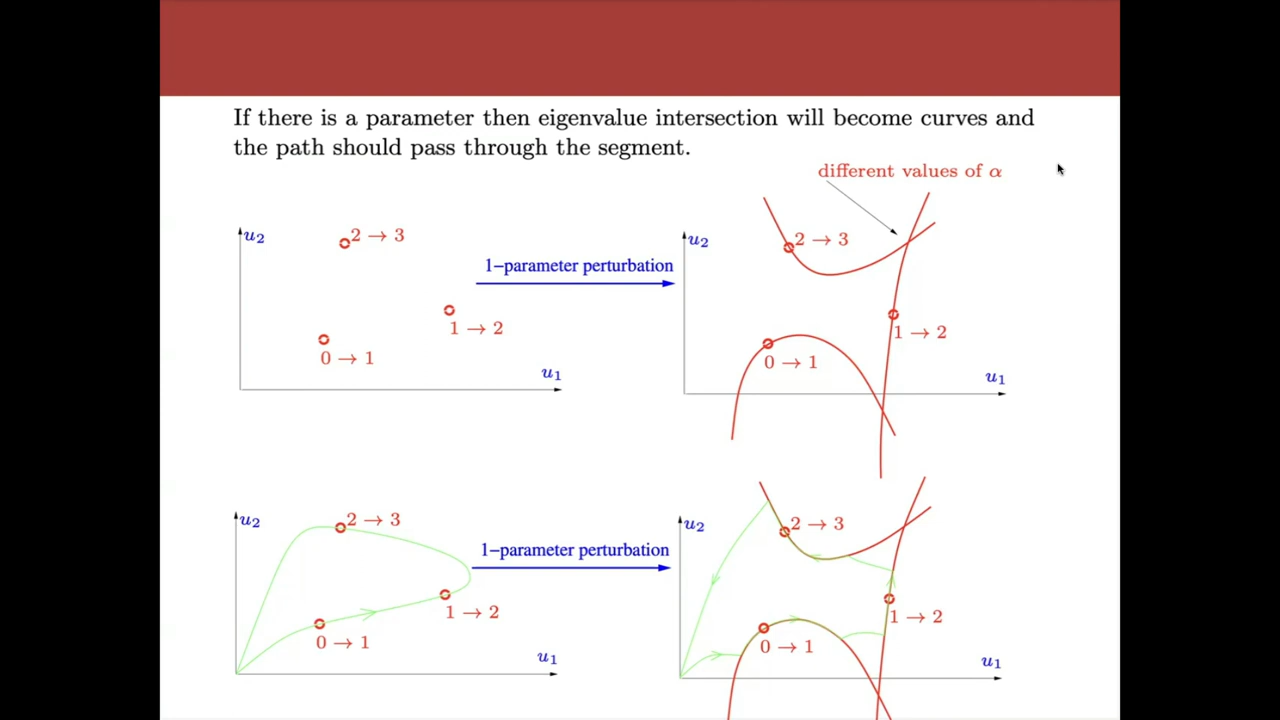 If there is a parameter then eigenvalue intersection will become curves and
the path should pass through the segment.
different values of α
u₂
2 → 3
1−parameter perturbation
1 → 2
0 → 1
u₁
u₂
2 → 3
1 → 2
0 → 1
u₁
u₂
2 → 3
1−parameter perturbation
1 → 2
0 → 1
u₁
u₂
2 → 3
1 → 2
0 → 1
u₁